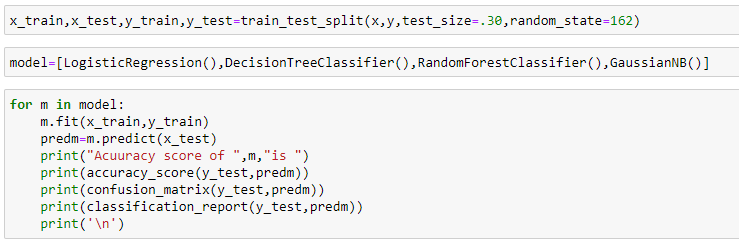 x_train,x_test,y_train,y_test=train_test_split(x,y,test_size=.30,random_state=162)
model=[LogisticRegression(),DecisionTreeClassifier(),RandomForestClassifier(),GaussianNB()]
for m in model:
    m.fit(x_train,y_train)
    predm=m.predict(x_test)
    print("Acuuracy score of ",m,"is ")
    print(accuracy_score(y_test,predm))
    print(confusion_matrix(y_test,predm))
    print(classification_report(y_test,predm))
    print('\n')